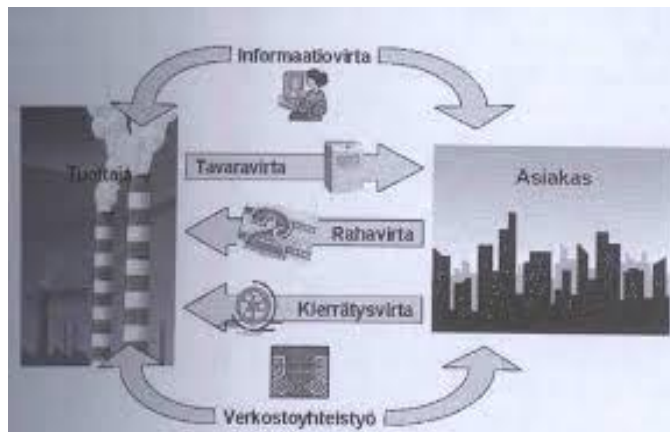 Informaatiovirta
Tuottaja
Tavaravirta
Asiakas
Rahavirta
Kierrätysvirta
Verkostoyhteistyö